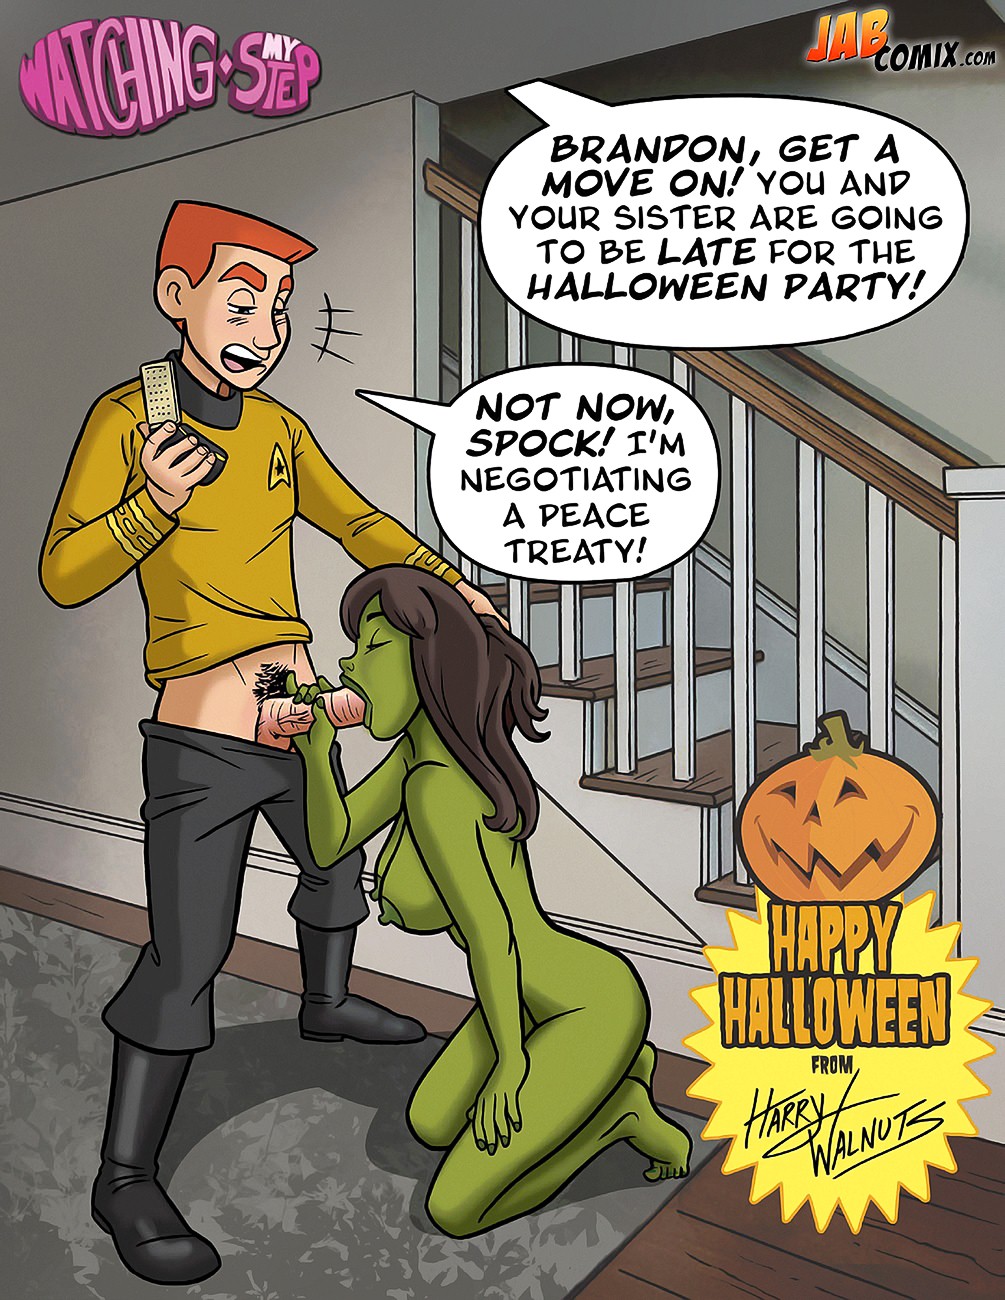 WATCHING MY STEP
JAB COMIX.com
BRANDON, GET A
MOVE ON! YOU AND
YOUR SISTER ARE GOING
TO BE LATE FOR THE
HALLOWEEN PARTY!
NOT NOW,
SPOCK! I'M
NEGOTIATING
A PEACE
TREATY!
HAPPY
HALLOWEEN
FROM
HARRY
WALNUTS